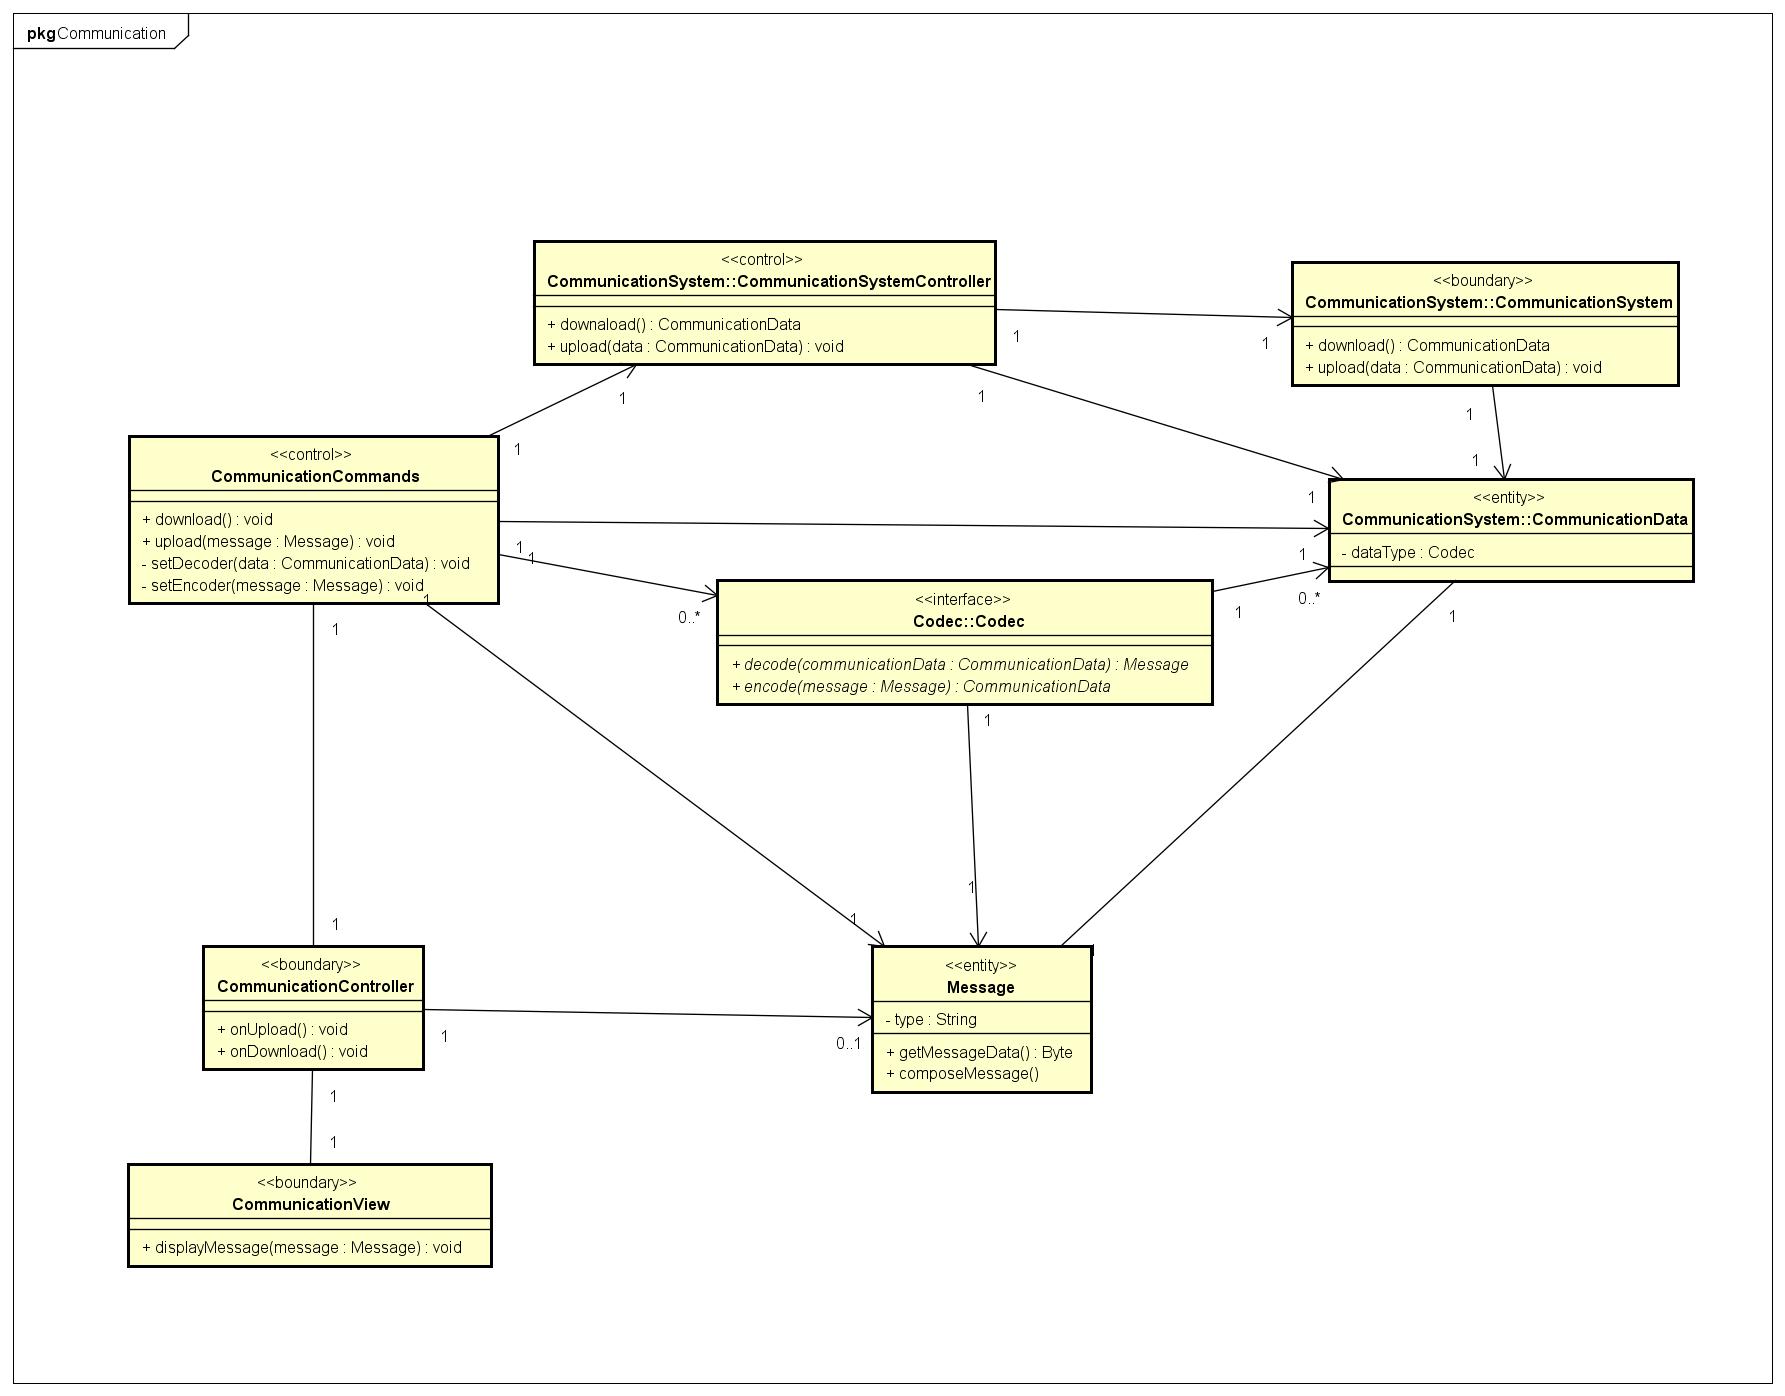 pkg Communication
<<control>>
CommunicationSystem::CommunicationSystemController
+ downaload() : CommunicationData
+ upload(data : CommunicationData) : void
<<boundary>>
CommunicationSystem::CommunicationSystem
+ download() : CommunicationData
+ upload(data : CommunicationData) : void
1
1
1
1
1
1
1
1
1
<<control>>
CommunicationCommands
+ download() : void
+ upload(message : Message) : void
- setDecoder(data : CommunicationData) : void
- setEncoder(message : Message) : void
<<entity>>
CommunicationSystem::CommunicationData
- dataType : Codec
1
1
1
0..*
1
0..*
1
<<interface>>
Codec::Codec
+ decode(communicationData : CommunicationData) : Message
+ encode(message : Message) : CommunicationData
1
1
1
1
1
1
1
<<boundary>>
CommunicationController
+ onUpload() : void
+ onDownload() : void
1
0..1
<<entity>>
Message
- type : String
+ getMessageData() : Byte
+ composeMessage()
1
1
<<boundary>>
CommunicationView
+ displayMessage(message : Message) : void